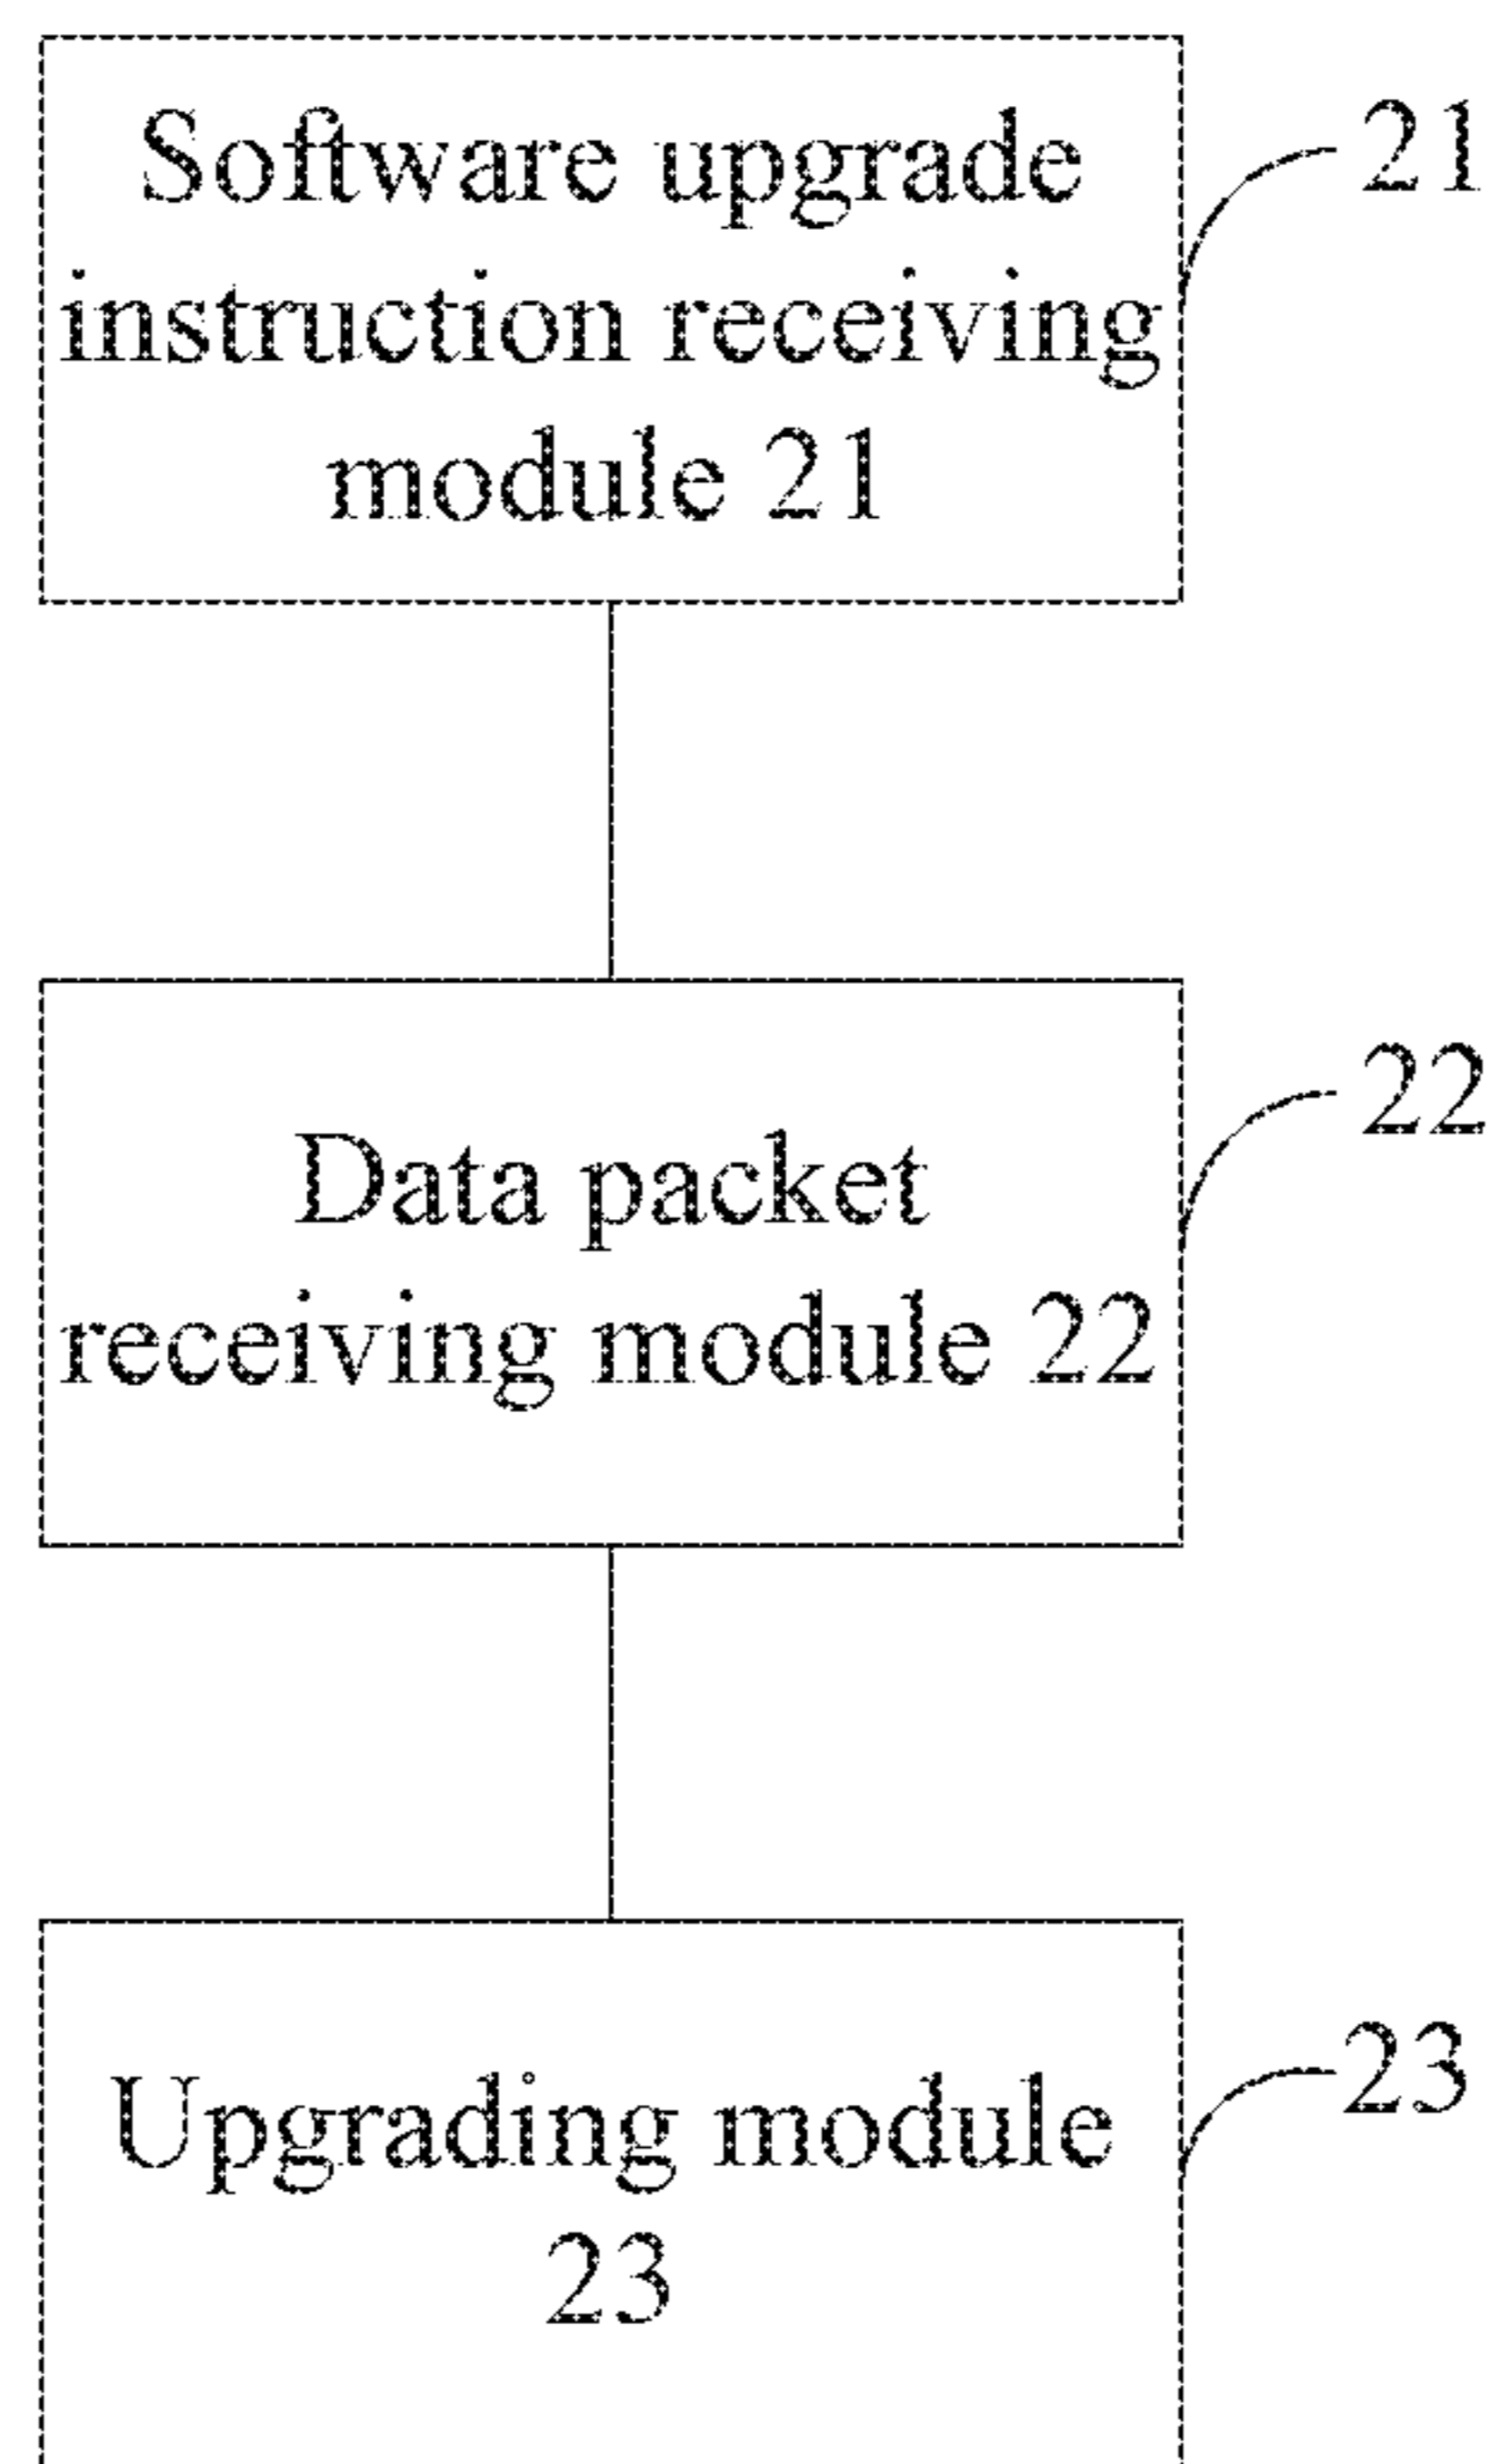 Software upgrade
instruction receiving
module 21
21
Data packet
receiving module 22
22
Upgrading module
23
23